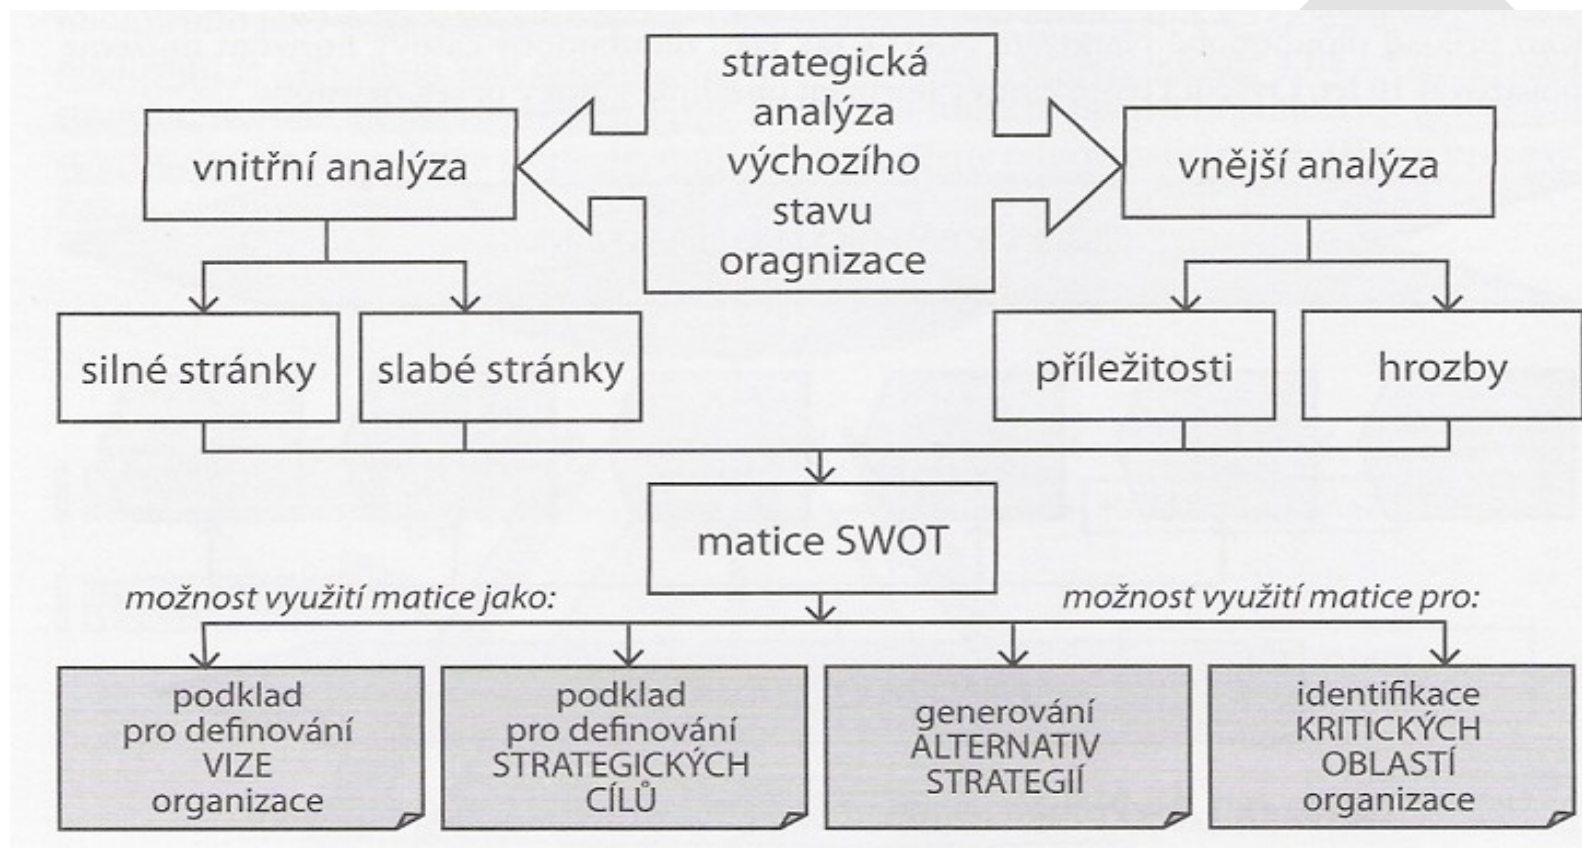 strategická
analýza
výchozího
stavu
oragnizace
vnitřní analýza
vnější analýza
silné stránky
slabé stránky
příležitosti
hrozby
matice SWOT
možnost využití matice jako:
možnost využití matice pro:
podklad
pro definování
VIZE
organizace
podklad
pro definování
STRATEGICKÝCH
CÍLŮ
generování
ALTERNATIV
STRATEGIÍ
identifikace
KRITICKÝCH
OBLASTÍ
organizace